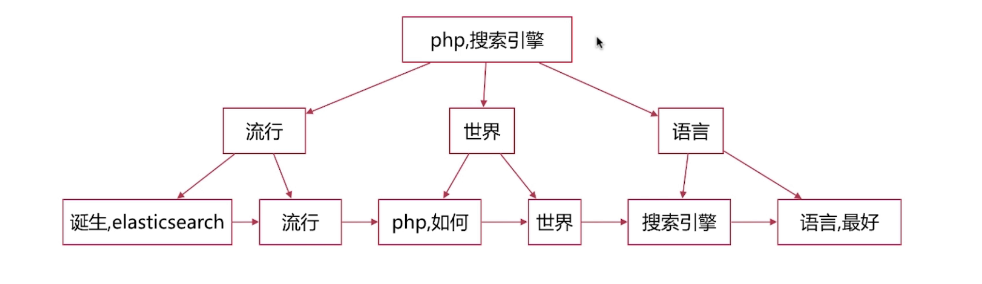 php,搜索引擎
流行
世界
语言
诞生,elasticsearch
流行
php,如何
世界
搜索引擎
语言,最好